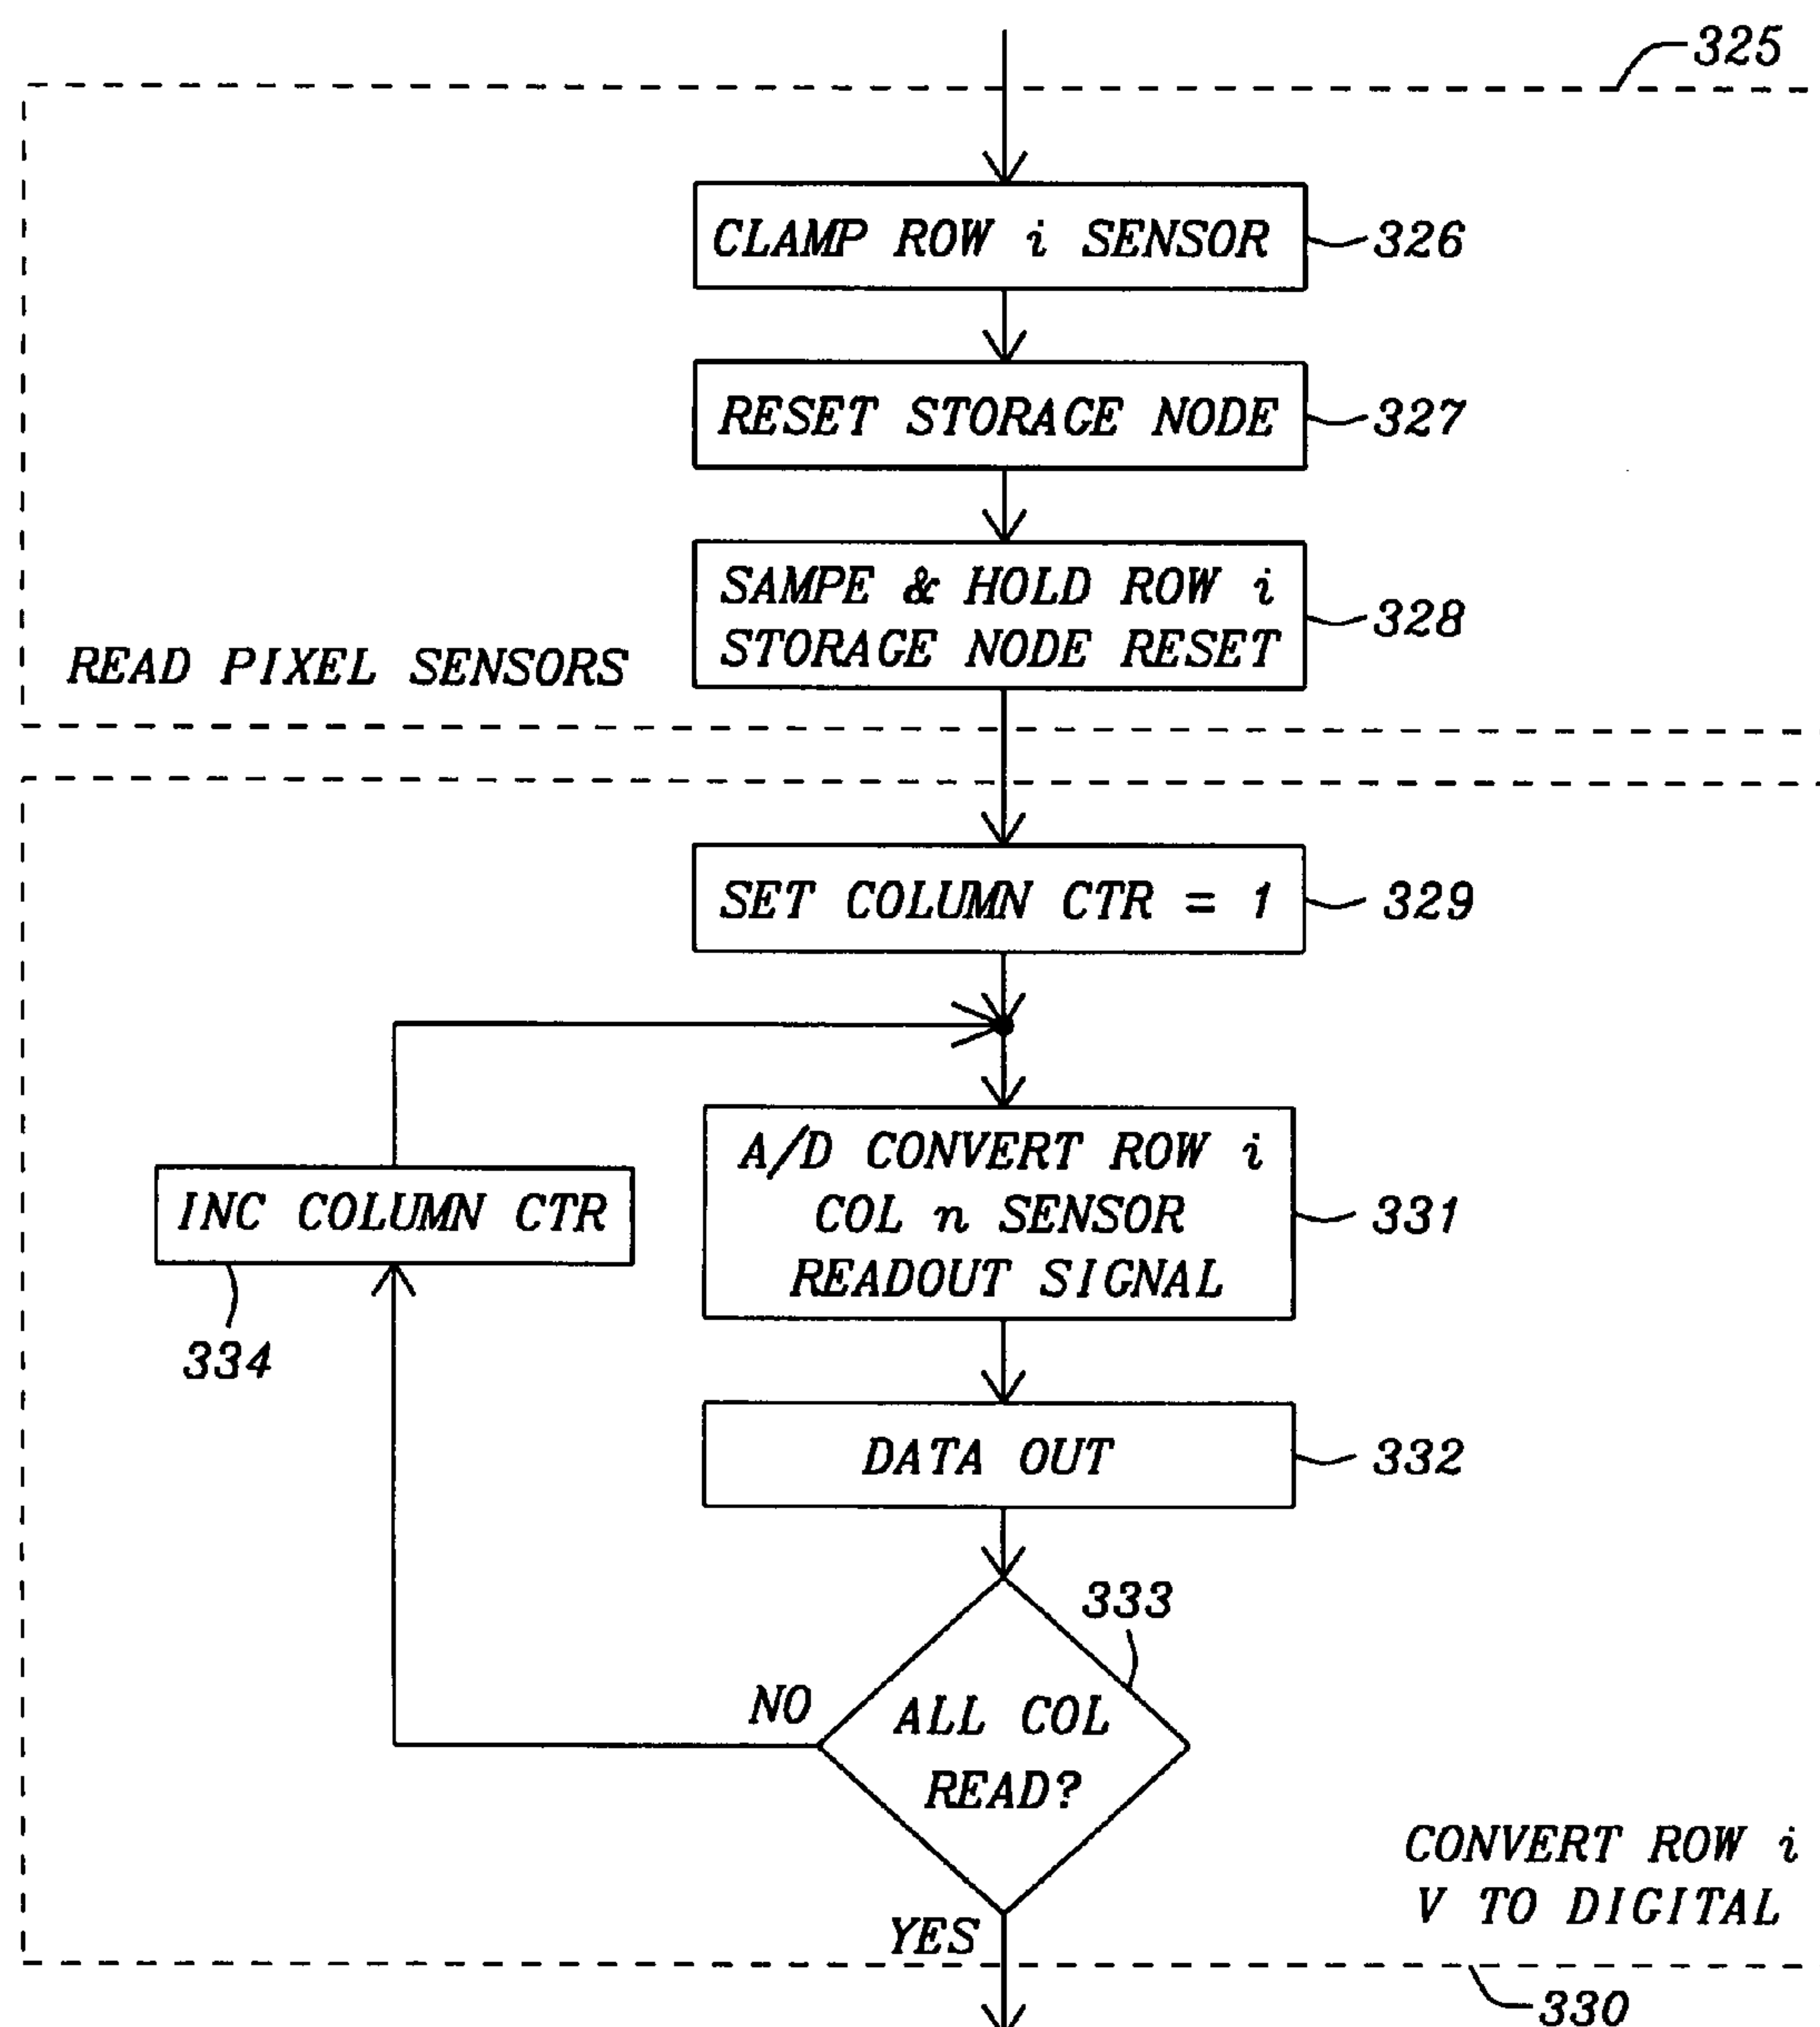 325
CLAMP ROW i SENSOR
326
RESET STORAGE NODE
327
SAMPE & HOLD ROW i
STORAGE NODE RESET
328
READ PIXEL SENSORS
SET COLUMN CTR = 1
329
A/D CONVERT ROW i
COL n SENSOR
READOUT SIGNAL
331
INC COLUMN CTR
334
DATA OUT
332
333
NO
ALL COL
READ?
YES
CONVERT ROW i
V TO DIGITAL
330